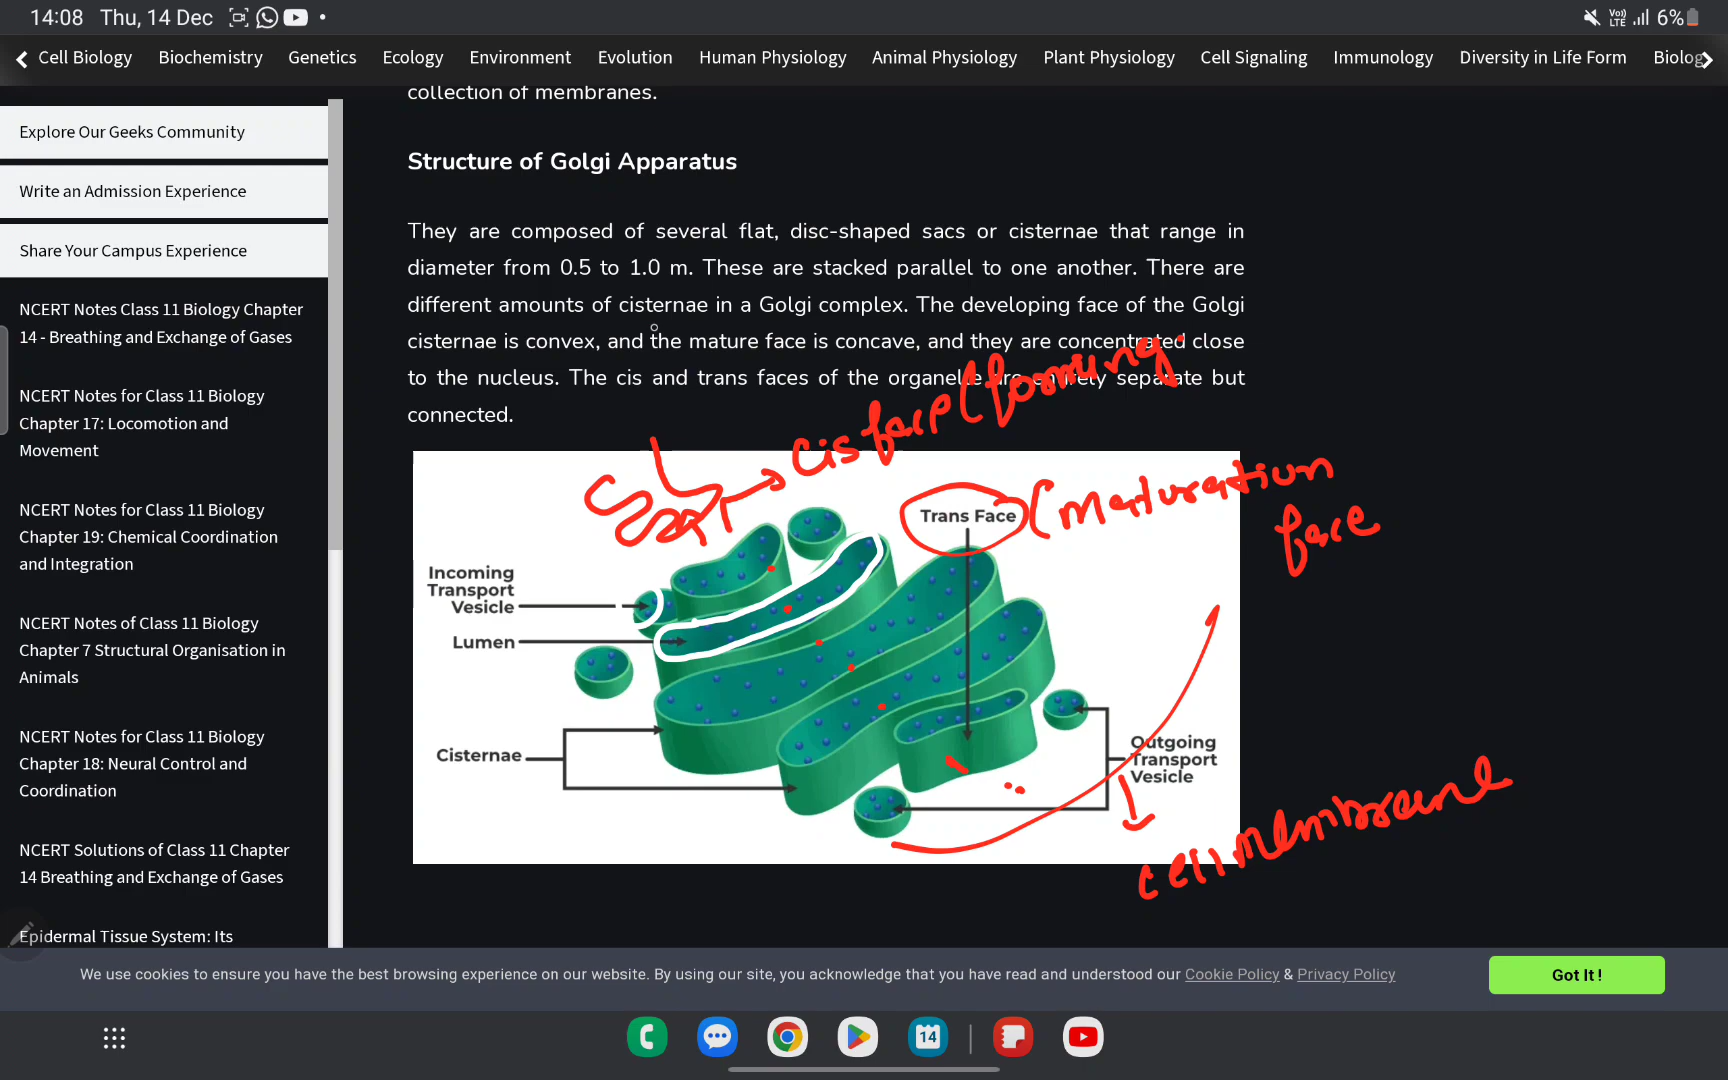 14:08 Thu, 14 Dec
Vo)) LTE 6%
Cell Biology Biochemistry Genetics Ecology Environment Evolution Human Physiology Animal Physiology Plant Physiology Cell Signaling Immunology Diversity in Life Form Biolog
Explore Our Geeks Community
Write an Admission Experience
Share Your Campus Experience
NCERT Notes Class 11 Biology Chapter
14 - Breathing and Exchange of Gases
NCERT Notes for Class 11 Biology
Chapter 17: Locomotion and
Movement
NCERT Notes for Class 11 Biology
Chapter 19: Chemical Coordination
and Integration
NCERT Notes of Class 11 Biology
Chapter 7 Structural Organisation in
Animals
NCERT Notes for Class 11 Biology
Chapter 18: Neural Control and
Coordination
NCERT Solutions of Class 11 Chapter
14 Breathing and Exchange of Gases
Epidermal Tissue System: Its
collection of membranes.
Structure of Golgi Apparatus
They are composed of several flat, disc-shaped sacs or cisternae that range in
diameter from 0.5 to 1.0 m. These are stacked parallel to one another. There are
different amounts of cisternae in a Golgi complex. The developing face of the Golgi
cisternae is convex, and the mature face is concave, and they are concentrated close
to the nucleus. The cis and trans faces of the organelle are entirely separate but
connected.
Cis face (forming.
Trans Face
(Maturation
face
Incoming
Transport
Vesicle
Lumen
Cisternae
Outgoing
Transport
Vesicle
cell membrane
We use cookies to ensure you have the best browsing experience on our website. By using our site, you acknowledge that you have read and understood our Cookie Policy & Privacy Policy
Got It !
14